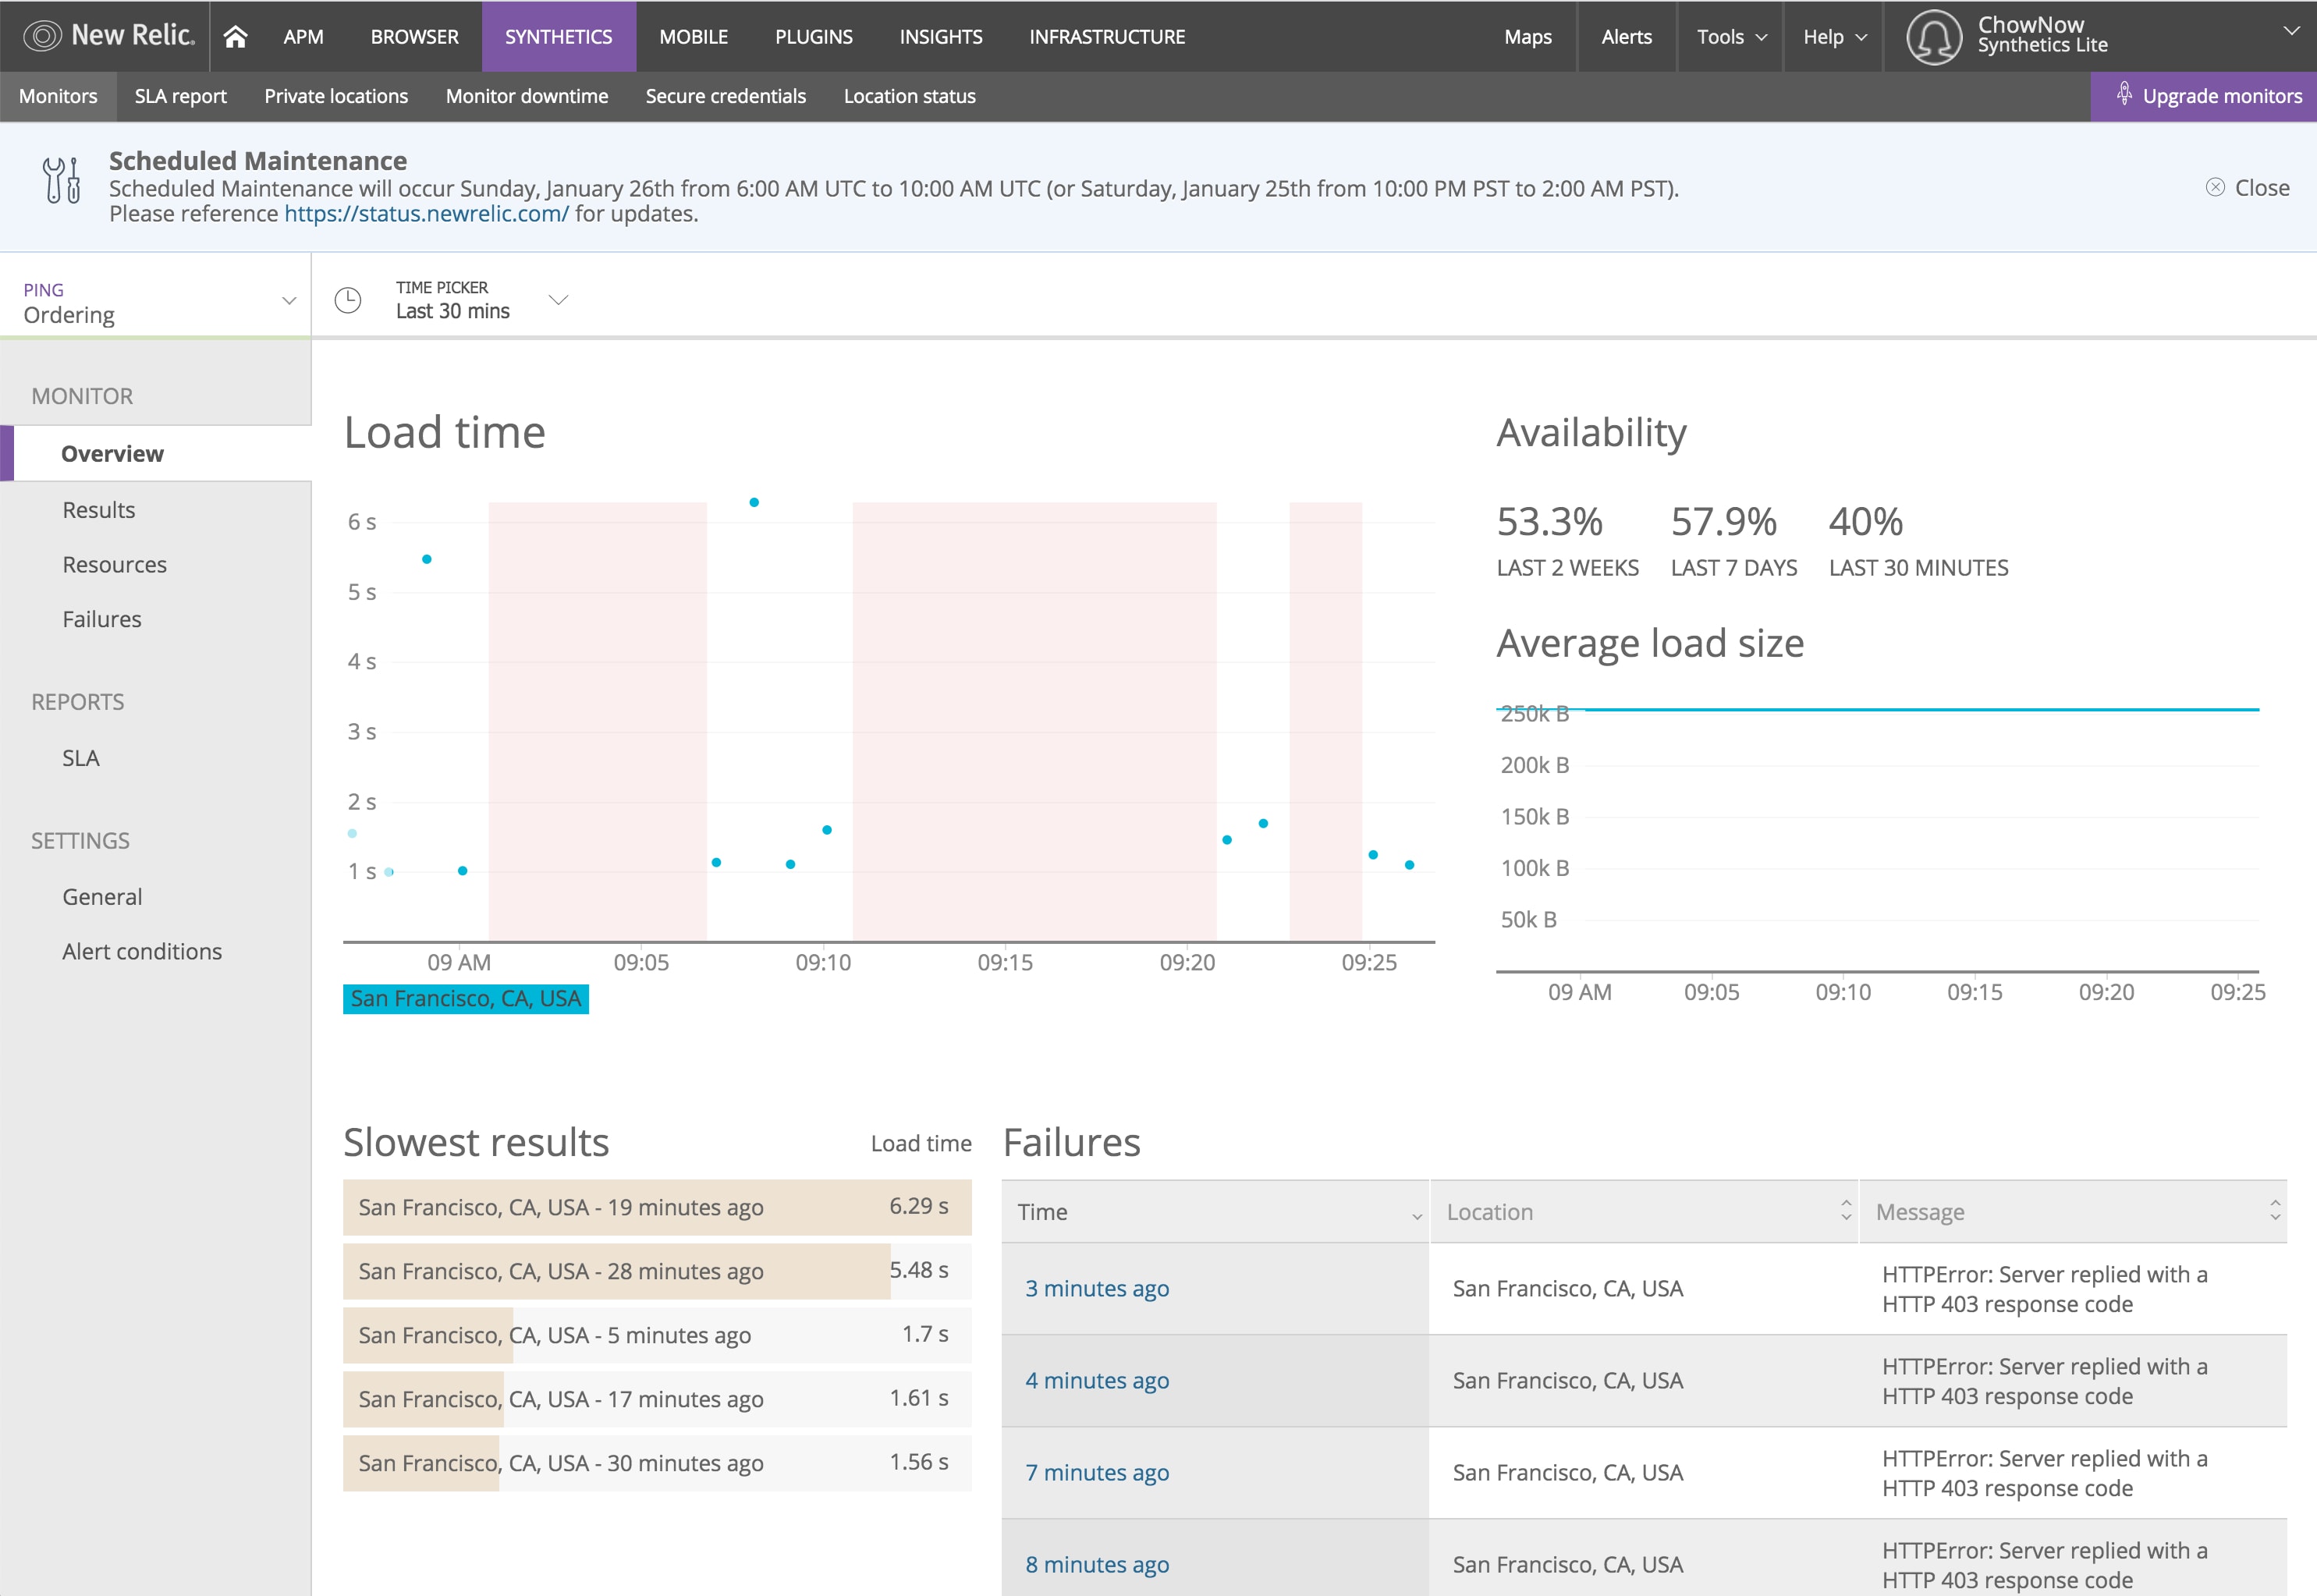 New Relic.
APM
BROWSER
SYNTHETICS
MOBILE
PLUGINS
INSIGHTS
INFRASTRUCTURE
Maps
Alerts
Tools
Help
ChowNow
Synthetics Lite
Monitors
SLA report
Private locations
Monitor downtime
Secure credentials
Location status
Upgrade monitors
Scheduled Maintenance
Scheduled Maintenance will occur Sunday, January 26th from 6:00 AM UTC to 10:00 AM UTC (or Saturday, January 25th from 10:00 PM PST to 2:00 AM PST).
Please reference https://status.newrelic.com/ for updates.
Close
PING
Ordering
TIME PICKER
Last 30 mins
MONITOR
Overview
Results
Resources
Failures
REPORTS
SLA
SETTINGS
General
Alert conditions
Load time
6 s
5 s
4 s
3 s
2 s
1 s
09 AM 09:05 09:10 09:15 09:20 09:25
San Francisco, CA, USA
Availability
53.3% 57.9% 40%
LAST 2 WEEKS LAST 7 DAYS LAST 30 MINUTES
Average load size
250k B
200k B
150k B
100k B
50k B
09 AM 09:05 09:10 09:15 09:20 09:25
Slowest results Load time
San Francisco, CA, USA - 19 minutes ago 6.29 s
San Francisco, CA, USA - 28 minutes ago 5.48 s
San Francisco, CA, USA - 5 minutes ago 1.7 s
San Francisco, CA, USA - 17 minutes ago 1.61 s
San Francisco, CA, USA - 30 minutes ago 1.56 s
Failures
Time Location Message
3 minutes ago San Francisco, CA, USA HTTPError: Server replied with a
HTTP 403 response code
4 minutes ago San Francisco, CA, USA HTTPError: Server replied with a
HTTP 403 response code
7 minutes ago San Francisco, CA, USA HTTPError: Server replied with a
HTTP 403 response code
8 minutes ago San Francisco, CA, USA HTTPError: Server replied with a
HTTP 403 response code